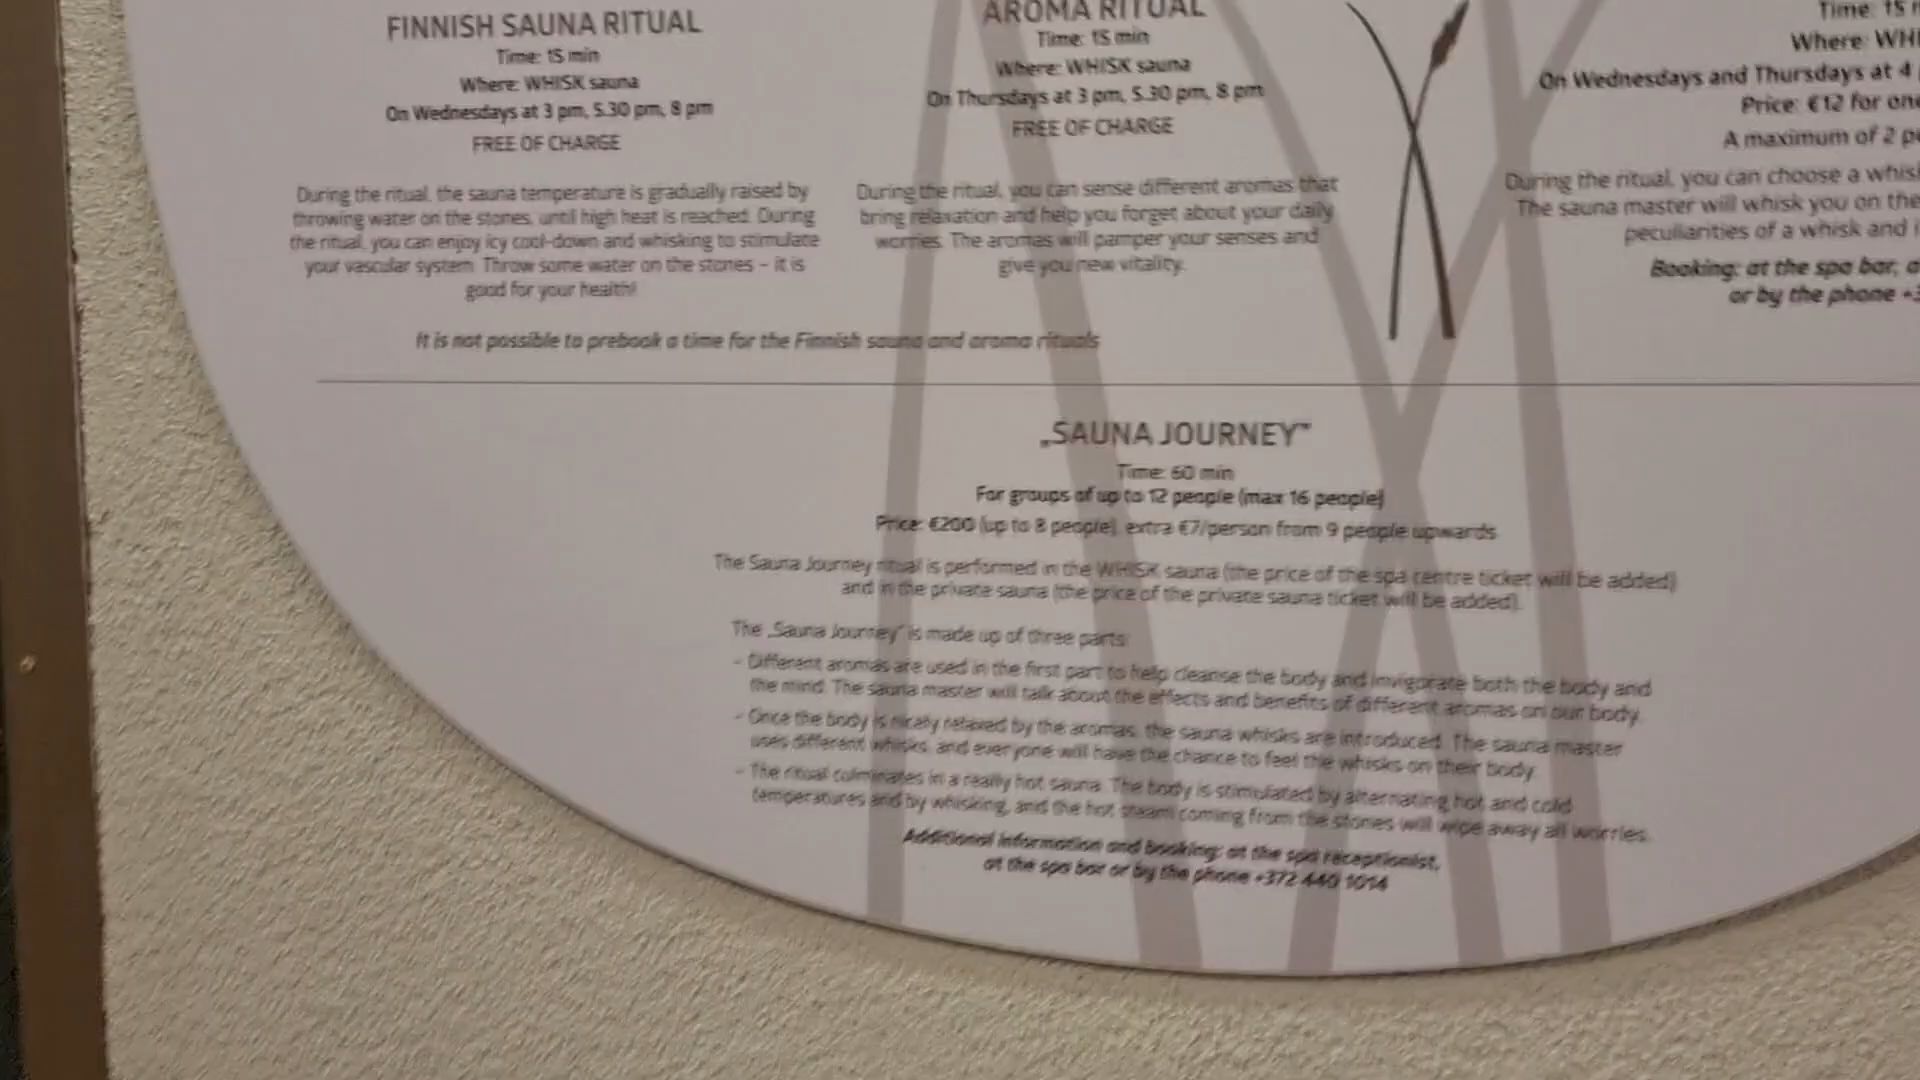 FINNISH SAUNA RITUAL
Time: 15 min
Where: WHISK sauna
On Wednesdays at 3 pm, 5.30 pm, 8 pm
FREE OF CHARGE
During the ritual, the sauna temperature is gradually raised by
throwing water on the stones, until high heat is reached. During
the ritual, you can enjoy icy cool-down and whisking to stimulate
your vascular system. Throw some water on the stones – it is
good for your health!
AROMA RITUAL
Time: 15 min
Where: WHISK sauna
On Thursdays at 3 pm, 5.30 pm, 8 pm
FREE OF CHARGE
During the ritual, you can sense different aromas that
bring relaxation and help you forget about your daily
worries. The aromas will pamper your senses and
give you new vitality.
It is not possible to prebook a time for the Finnish sauna and aroma rituals
Time: 15
Where:
On Wednesdays and Thursdays at 4
Price: €12 for
A maximum of 2
During the ritual, you can choose a
The sauna master will whisk you on the
peculiarities of a whisk and
Booking: at the spa bar,
or by the phone
„SAUNA JOURNEY"
Time: 60 min
For groups of up to 12 people (max 16 people)
Price: €200 (up to 8 people), extra €7/person from 9 people upwards
The Sauna Journey ritual is performed in the WHISK sauna (the price of the spa centre ticket will be added)
and in the private sauna (the price of the private sauna ticket will be added).
The „Sauna Journey" is made up of three parts:
- Different aromas are used in the first part to help cleanse the body and invigorate both the body and
the mind. The sauna master will talk about the effects and benefits of different aromas on our body.
- Once the body is nicely relaxed by the aromas, the sauna whisks are introduced. The sauna master
uses different whisks, and everyone will have the chance to feel the whisks on their body.
- The ritual culminates in a really hot sauna. The body is stimulated by alternating hot and cold
temperatures and by whisking, and the hot steam coming from the stones will wipe away all worries.
Additional information and booking: at the spa receptionist,
at the spa bar or by the phone +372 440 1014